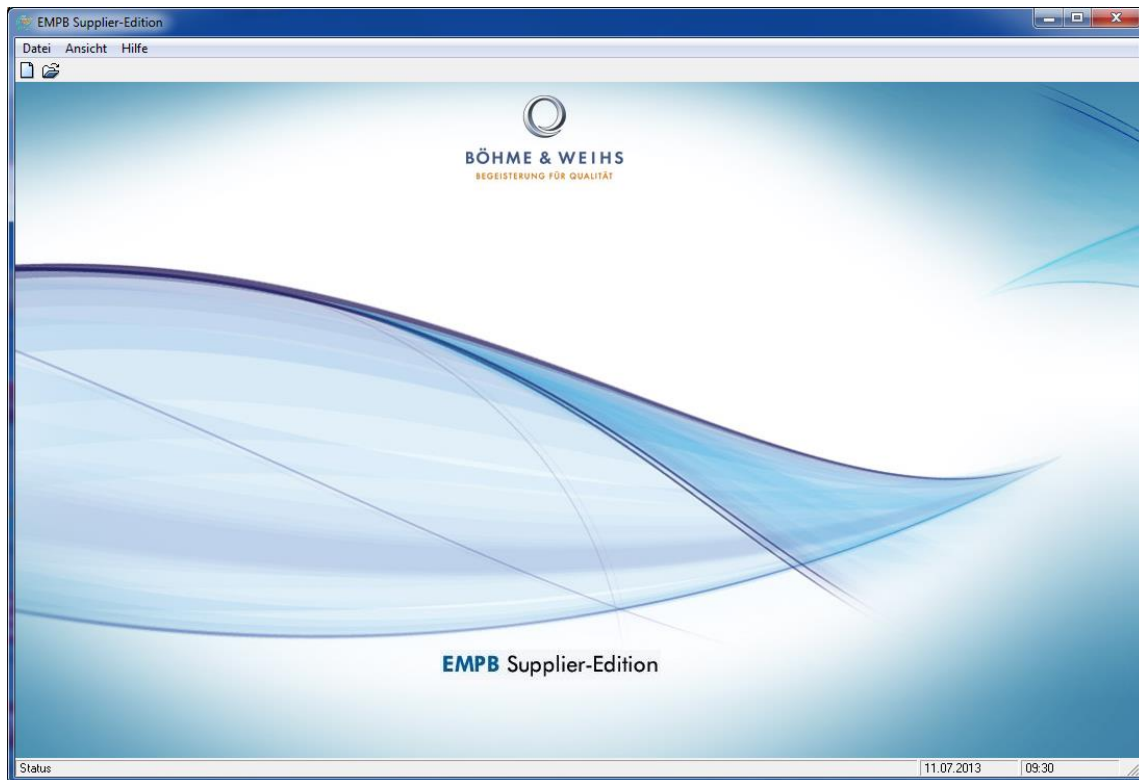 EMPB Supplier-Edition
Datei Ansicht Hilfe
BÖHME & WEIHS
BEGEISTERUNG FÜR QUALITÄT
EMPB Supplier-Edition
Status 11.07.2013 09:30